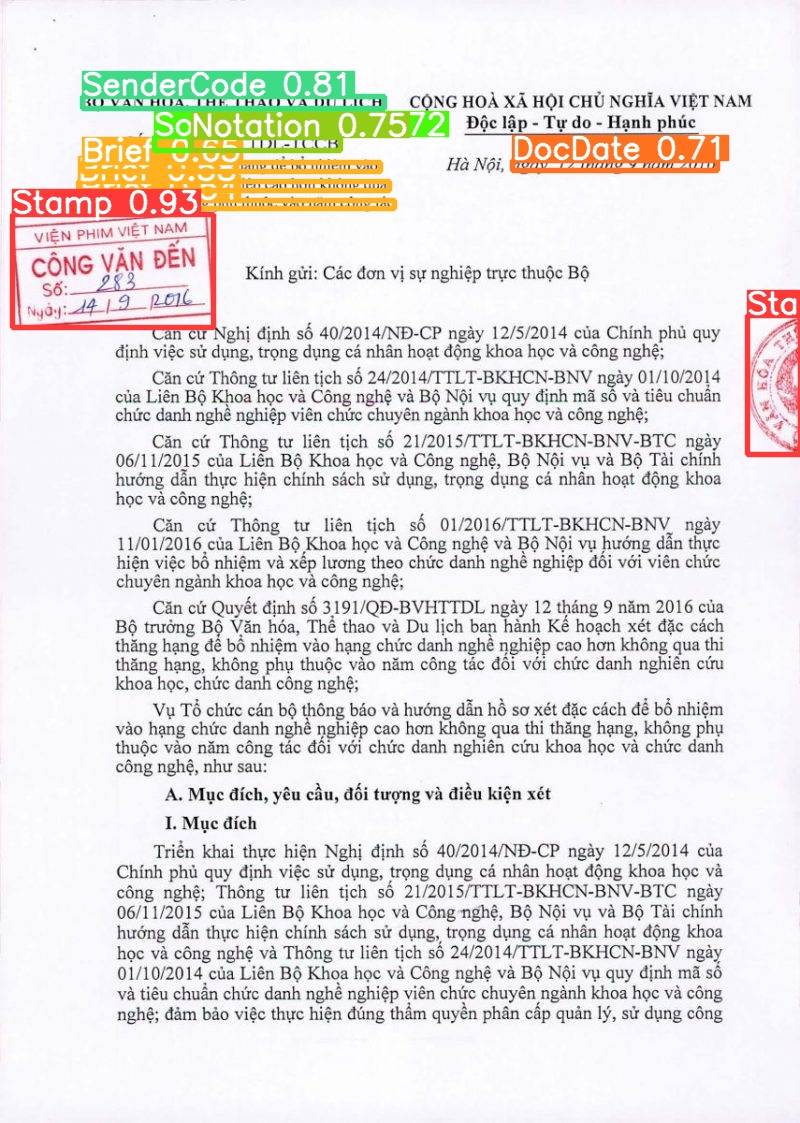 SenderCode 0.81
BỘ VĂN HÓA, THỂ THAO VÀ DU LỊCH
CỘNG HOÀ XÃ HỘI CHỦ NGHĨA VIỆT NAM
Độc lập - Tự do - Hạnh phúc
So
Notation 0.7572
TDL-TCCB
Brief 0.65
hạng để bổ nhiệm vào
DocDate 0.71
Hà Nội, ngày 12 tháng 9 năm 2016
cao hơn không qua
thuộc vào năm công tác
Stamp 0.93
VIỆN PHIM VIỆT NAM
CÔNG VĂN ĐẾN
Số: 283
Ngày: 14 / 9 / 2016
Kính gửi: Các đơn vị sự nghiệp trực thuộc Bộ
Sta
VĂN HÓA TH
Căn cứ Nghị định số 40/2014/NĐ-CP ngày 12/5/2014 của Chính phủ quy
định việc sử dụng, trọng dụng cá nhân hoạt động khoa học và công nghệ;
Căn cứ Thông tư liên tịch số 24/2014/TTLT-BKHCN-BNV ngày 01/10/2014
của Liên Bộ Khoa học và Công nghệ và Bộ Nội vụ quy định mã số và tiêu chuẩn
chức danh nghề nghiệp viên chức chuyên ngành khoa học và công nghệ;
Căn cứ Thông tư liên tịch số 21/2015/TTLT-BKHCN-BNV-BTC ngày
06/11/2015 của Liên Bộ Khoa học và Công nghệ, Bộ Nội vụ và Bộ Tài chính
hướng dẫn thực hiện chính sách sử dụng, trọng dụng cá nhân hoạt động khoa
học và công nghệ;
Căn cứ Thông tư liên tịch số 01/2016/TTLT-BKHCN-BNV ngày
11/01/2016 của Liên Bộ Khoa học và Công nghệ và Bộ Nội vụ hướng dẫn thực
hiện việc bổ nhiệm và xếp lương theo chức danh nghề nghiệp đối với viên chức
chuyên ngành khoa học và công nghệ;
Căn cứ Quyết định số 3191/QĐ-BVHTTDL ngày 12 tháng 9 năm 2016 của
Bộ trưởng Bộ Văn hóa, Thể thao và Du lịch ban hành Kế hoạch xét đặc cách
thăng hạng để bổ nhiệm vào hạng chức danh nghề nghiệp cao hơn không qua thi
thăng hạng, không phụ thuộc vào năm công tác đối với chức danh nghiên cứu
khoa học, chức danh công nghệ;
Vụ Tổ chức cán bộ thông báo và hướng dẫn hồ sơ xét đặc cách để bổ nhiệm
vào hạng chức danh nghề nghiệp cao hơn không qua thi thăng hạng, không phụ
thuộc vào năm công tác đối với chức danh nghiên cứu khoa học và chức danh
công nghệ, như sau:
A. Mục đích, yêu cầu, đối tượng và điều kiện xét
I. Mục đích
Triển khai thực hiện Nghị định số 40/2014/NĐ-CP ngày 12/5/2014 của
Chính phủ quy định việc sử dụng, trọng dụng cá nhân hoạt động khoa học và
công nghệ; Thông tư liên tịch số 21/2015/TTLT-BKHCN-BNV-BTC ngày
06/11/2015 của Liên Bộ Khoa học và Công nghệ, Bộ Nội vụ và Bộ Tài chính
hướng dẫn thực hiện chính sách sử dụng, trọng dụng cá nhân hoạt động khoa
học và công nghệ và Thông tư liên tịch số 24/2014/TTLT-BKHCN-BNV ngày
01/10/2014 của Liên Bộ Khoa học và Công nghệ và Bộ Nội vụ quy định mã số
và tiêu chuẩn chức danh nghề nghiệp viên chức chuyên ngành khoa học và công
nghệ; đảm bảo việc thực hiện đúng thẩm quyền phân cấp quản lý, sử dụng công